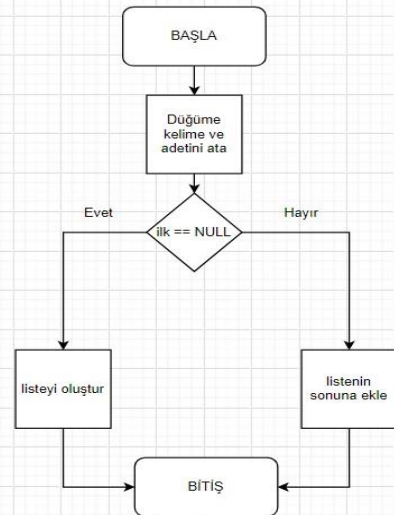 BAŞLA
Düğüme
kelime ve
adetini ata
Evet
Hayır
ilk == NULL
listeyi oluştur
listenin
sonuna ekle
BİTİŞ